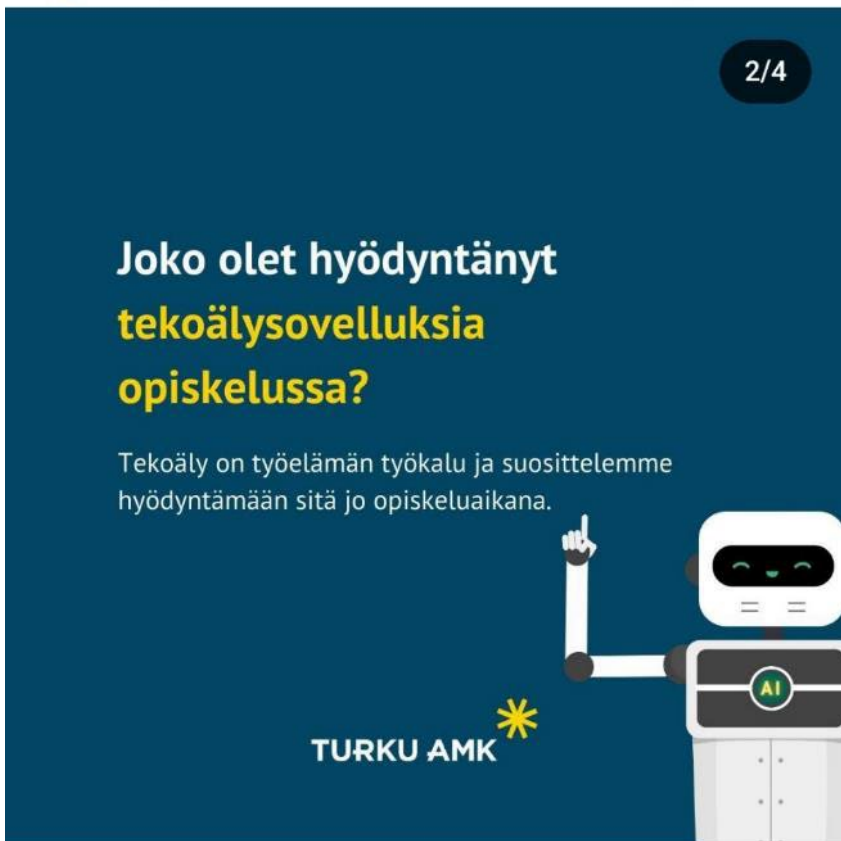 2/4
Joko olet hyödyntänyt
tekoälysovelluksia
opiskelussa?
Tekoäly on työelämän työkalu ja suosittelemme
hyödyntämään sitä jo opiskeluaikana.
AI
TURKU AMK